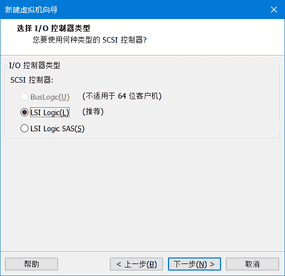 新建虚拟机向导
选择 I/O 控制器类型
您要使用何种类型的 SCSI 控制器?
I/O 控制器类型
SCSI 控制器:
BusLogic(U) (不适用于 64 位客户机)
LSI Logic(L) (推荐)
LSI Logic SAS(S)
帮助 < 上一步(B) 下一步(N) > 取消